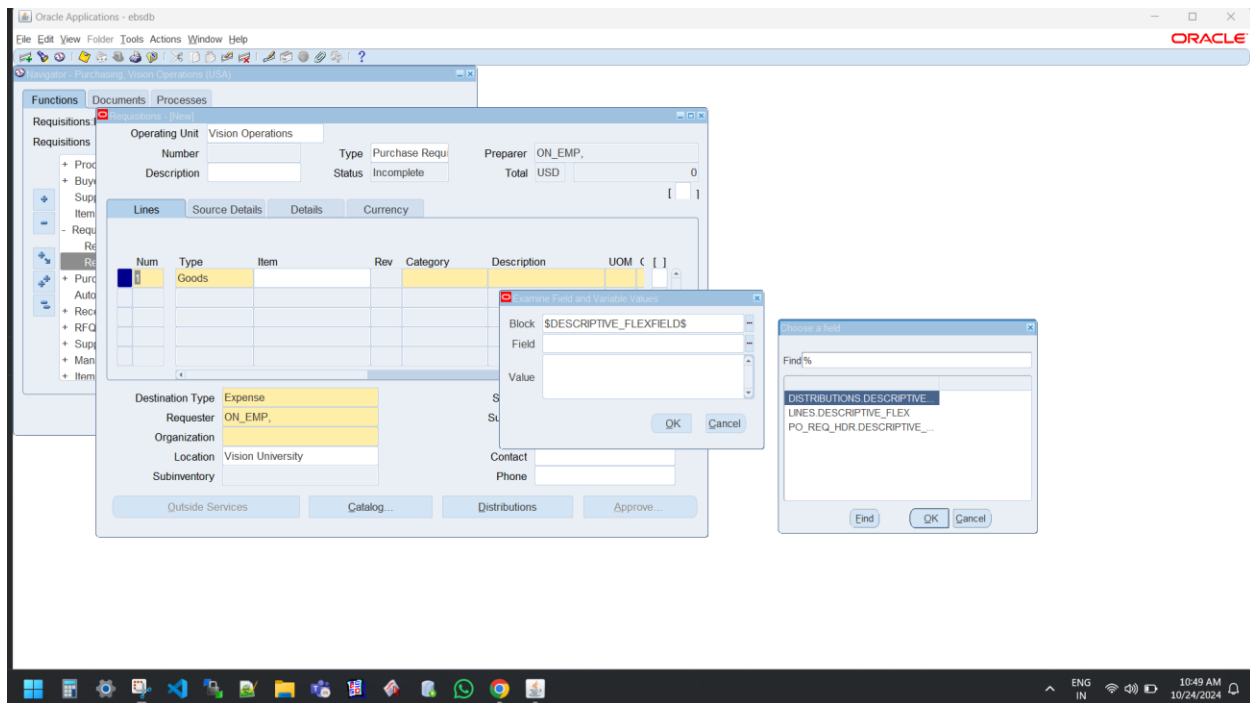 Oracle Applications - ebsdb
File Edit View Folder Tools Actions Window Help
ORACLE
Navigator - Purchasing, Vision Operations (USA)
Functions Documents Processes
Requisitions:
Requisitions
+ Proc
+ Buye
Supp
Item
- Requ
Re
Re
+ Purc
Auto
+ Rece
+ RFQ
+ Supp
+ Man
+ Item
Requisitions - [New]
Operating Unit Vision Operations
Number Type Purchase Requi Preparer ON_EMP,
Description Status Incomplete Total USD 0
[ ]
Lines Source Details Details Currency
Num Type Item Rev Category Description UOM C [ ]
1 Goods
Destination Type Expense
Requester ON_EMP,
Organization
Location Vision University
Subinventory
S
Su
Contact
Phone
Outside Services Catalog... Distributions Approve...
Examine Field and Variable Values
Block $DESCRIPTIVE_FLEXFIELD$
Field
Value
OK Cancel
Choose a field
Find %
DISTRIBUTIONS.DESCRIPTIVE...
LINES.DESCRIPTIVE_FLEX
PO_REQ_HDR.DESCRIPTIVE_...
Find OK Cancel
ENG
IN
10:49 AM
10/24/2024